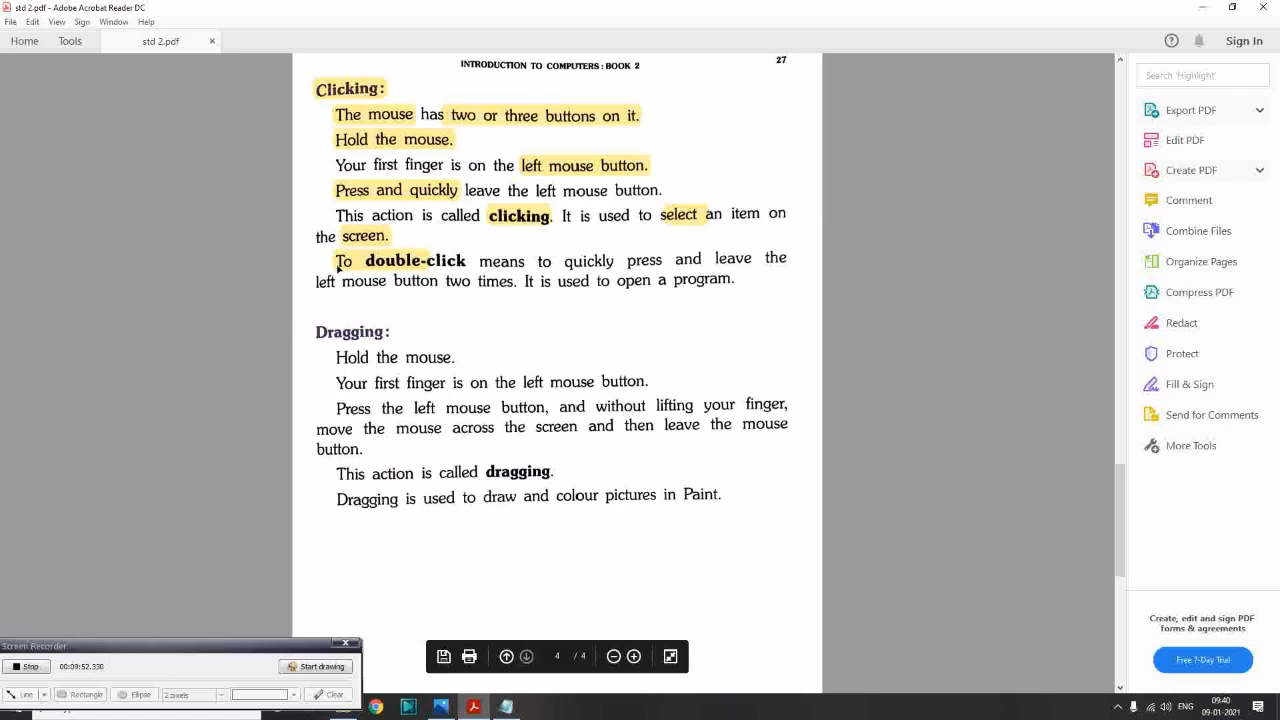 std 2.pdf - Adobe Acrobat Reader DC
File Edit View Sign Window Help
Home Tools std 2.pdf × Sign In
INTRODUCTION TO COMPUTERS : BOOK 2 27
Clicking :
The mouse has two or three buttons on it.
Hold the mouse.
Your first finger is on the left mouse button.
Press and quickly leave the left mouse button.
This action is called clicking. It is used to select an item on
the screen.
To double-click means to quickly press and leave the
left mouse button two times. It is used to open a program.
Dragging :
Hold the mouse.
Your first finger is on the left mouse button.
Press the left mouse button, and without lifting your finger,
move the mouse across the screen and then leave the mouse
button.
This action is called dragging.
Dragging is used to draw and colour pictures in Paint.
4 / 4
Search 'Highlight'
Export PDF
Edit PDF
Create PDF
Comment
Combine Files
Organize Pages
Compress PDF
Redact
Protect
Fill & Sign
Send for Comments
More Tools
Create, edit and sign PDF
forms & agreements
Free 7-Day Trial
Screen Recorder
Stop 00:09:52.330 Start drawing
Line Rectangle Ellipse 2 pixels Clear
ENG 09:40
09-01-2021